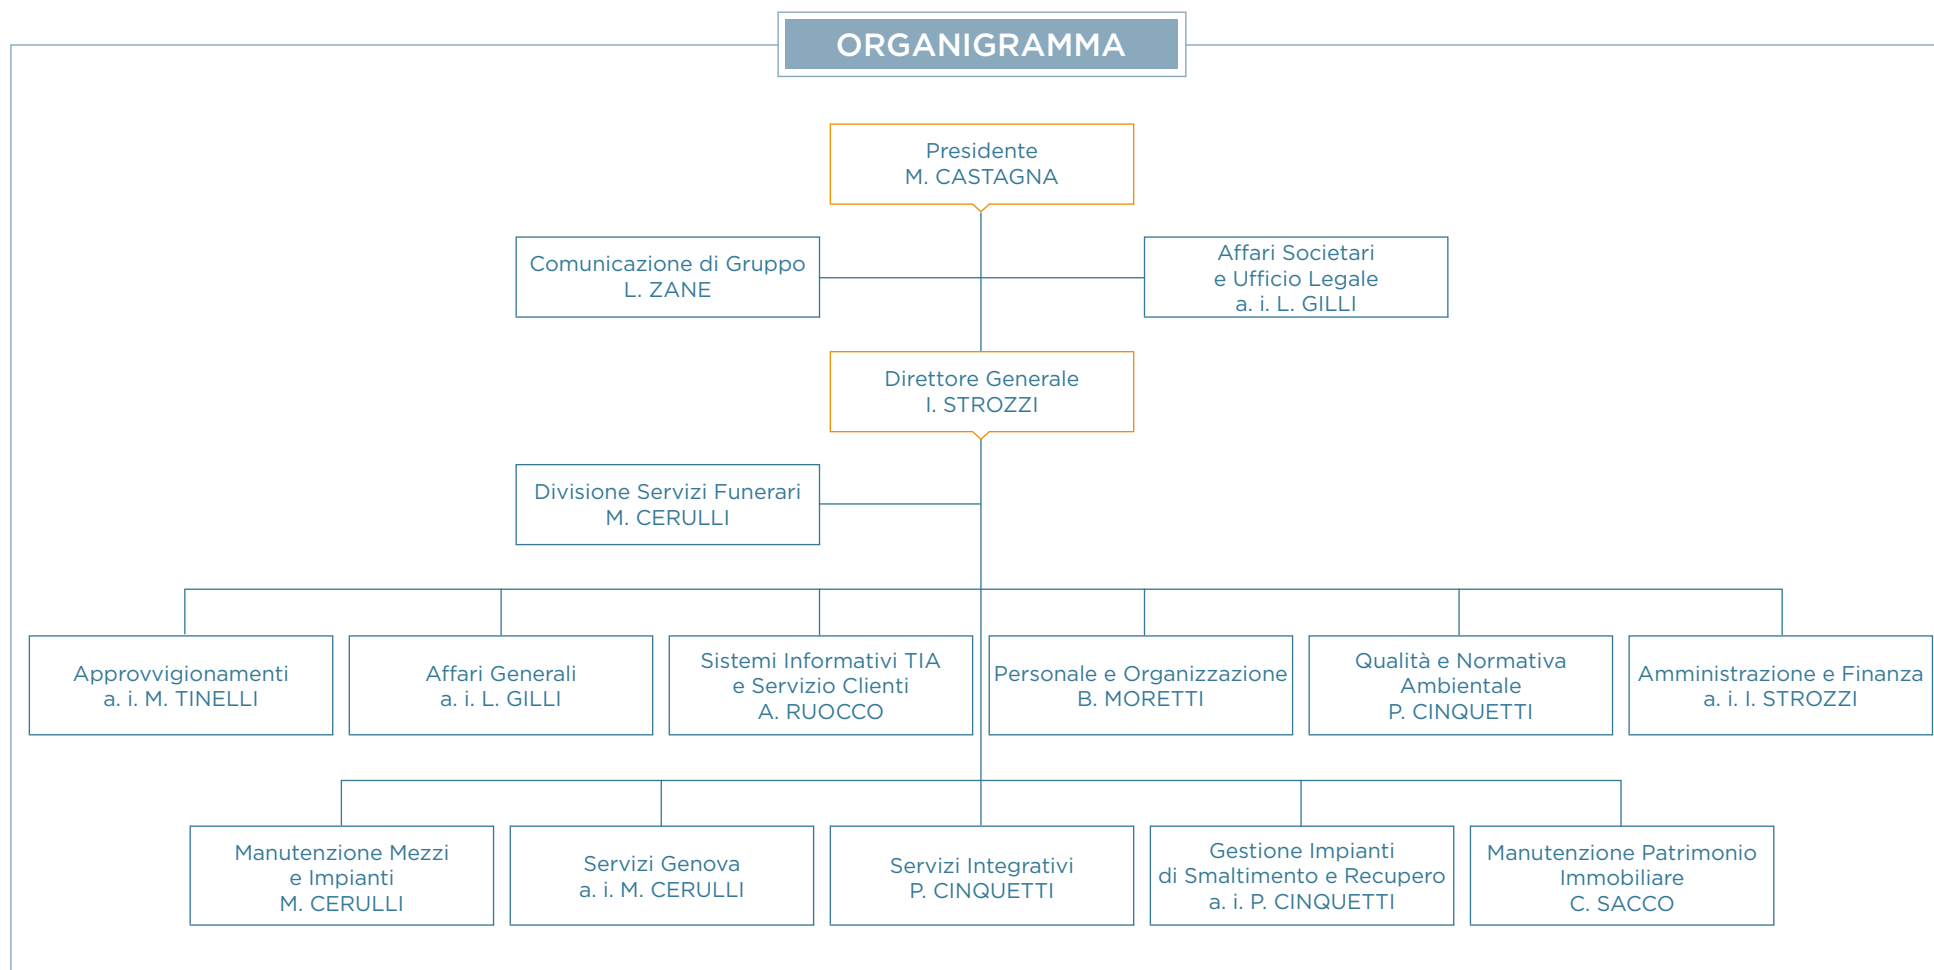 ORGANIGRAMMA
Presidente
M. CASTAGNA
Comunicazione di Gruppo
L. ZANE
Affari Societari
e Ufficio Legale
a. i. L. GILLI
Direttore Generale
I. STROZZI
Divisione Servizi Funerari
M. CERULLI
Approvvigionamenti
a. i. M. TINELLI
Affari Generali
a. i. L. GILLI
Sistemi Informativi TIA
e Servizio Clienti
A. RUOCCO
Personale e Organizzazione
B. MORETTI
Qualità e Normativa
Ambientale
P. CINQUETTI
Amministrazione e Finanza
a. i. I. STROZZI
Manutenzione Mezzi
e Impianti
M. CERULLI
Servizi Genova
a. i. M. CERULLI
Servizi Integrativi
P. CINQUETTI
Gestione Impianti
di Smaltimento e Recupero
a. i. P. CINQUETTI
Manutenzione Patrimonio
Immobiliare
C. SACCO